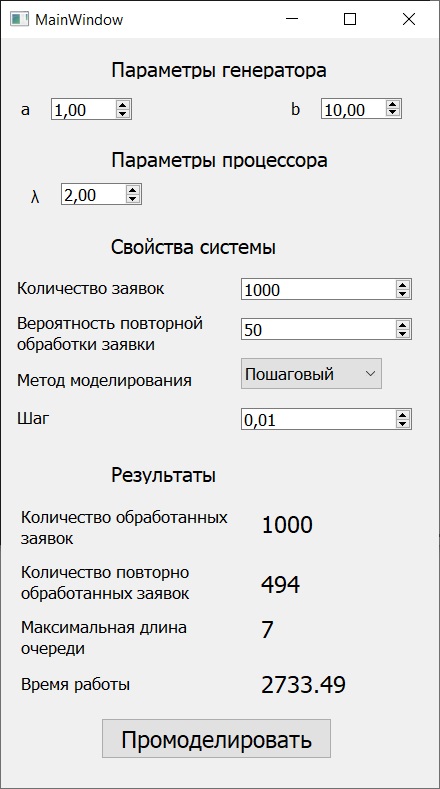 MainWindow
Параметры генератора
a 1,00 b 10,00
Параметры процессора
λ 2,00
Свойства системы
Количество заявок 1000
Вероятность повторной
обработки заявки 50
Метод моделирования Пошаговый
Шаг 0,01
Результаты
Количество обработанных
заявок 1000
Количество повторно
обработанных заявок 494
Максимальная длина
очереди 7
Время работы 2733.49
Промоделировать